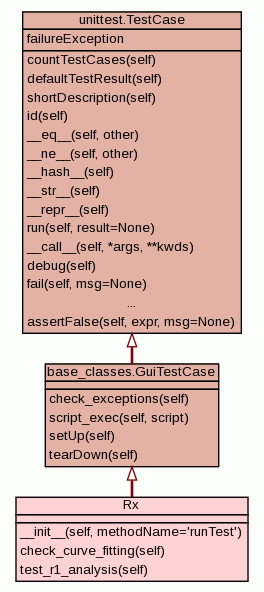 unittest.TestCase
failureException
countTestCases(self)
defaultTestResult(self)
shortDescription(self)
id(self)
__eq__(self, other)
__ne__(self, other)
__hash__(self)
__str__(self)
__repr__(self)
run(self, result=None)
__call__(self, *args, **kwds)
debug(self)
fail(self, msg=None)
...
assertFalse(self, expr, msg=None)
base_classes.GuiTestCase
check_exceptions(self)
script_exec(self, script)
setUp(self)
tearDown(self)
Rx
__init__(self, methodName='runTest')
check_curve_fitting(self)
test_r1_analysis(self)